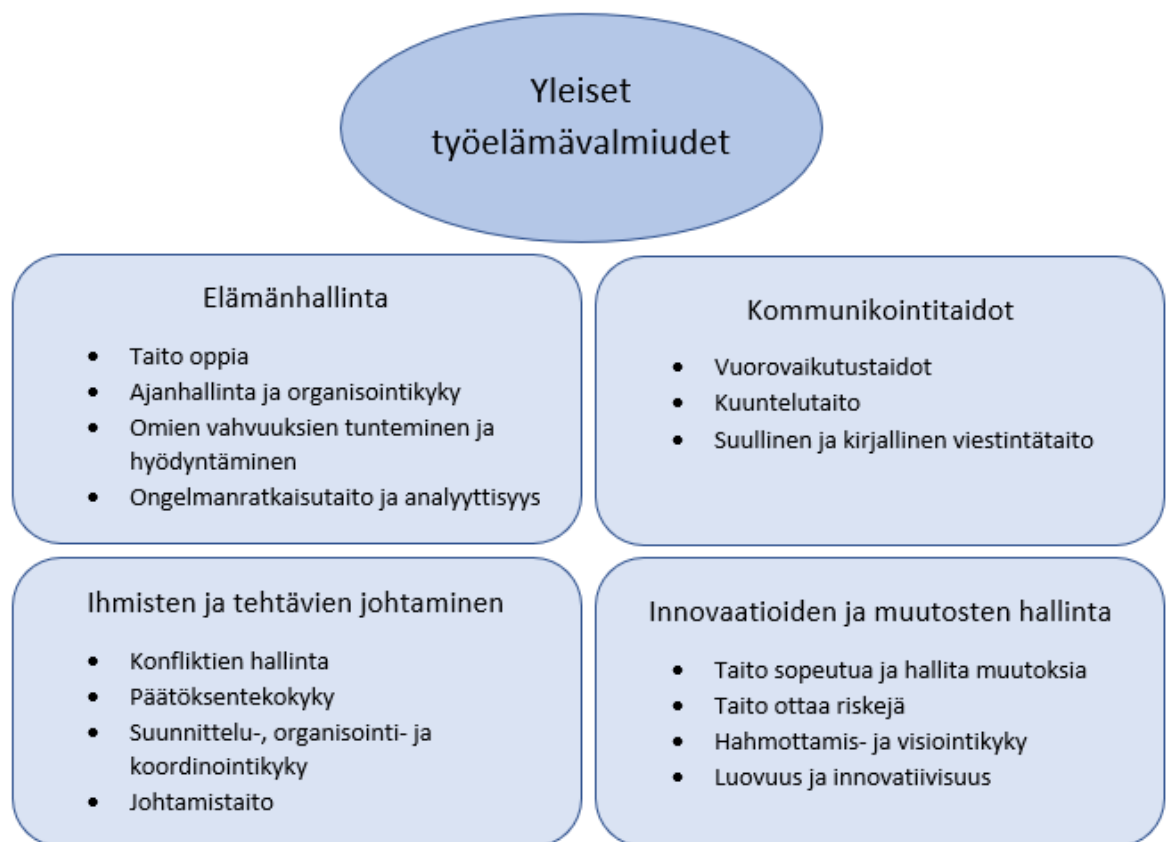 Yleiset
työelämävalmiudet
Elämänhallinta
• Taito oppia
• Ajanhallinta ja organisointikyky
• Omien vahvuuksien tunteminen ja
hyödyntäminen
• Ongelmanratkaisutaito ja analyyttisyys
Kommunikointitaidot
• Vuorovaikutustaidot
• Kuuntelutaito
• Suullinen ja kirjallinen viestintätaito
Ihmisten ja tehtävien johtaminen
• Konfliktien hallinta
• Päätöksentekokyky
• Suunnittelu-, organisointi- ja
koordinointikyky
• Johtamistaito
Innovaatioiden ja muutosten hallinta
• Taito sopeutua ja hallita muutoksia
• Taito ottaa riskejä
• Hahmottamis- ja visiointikyky
• Luovuus ja innovatiivisuus